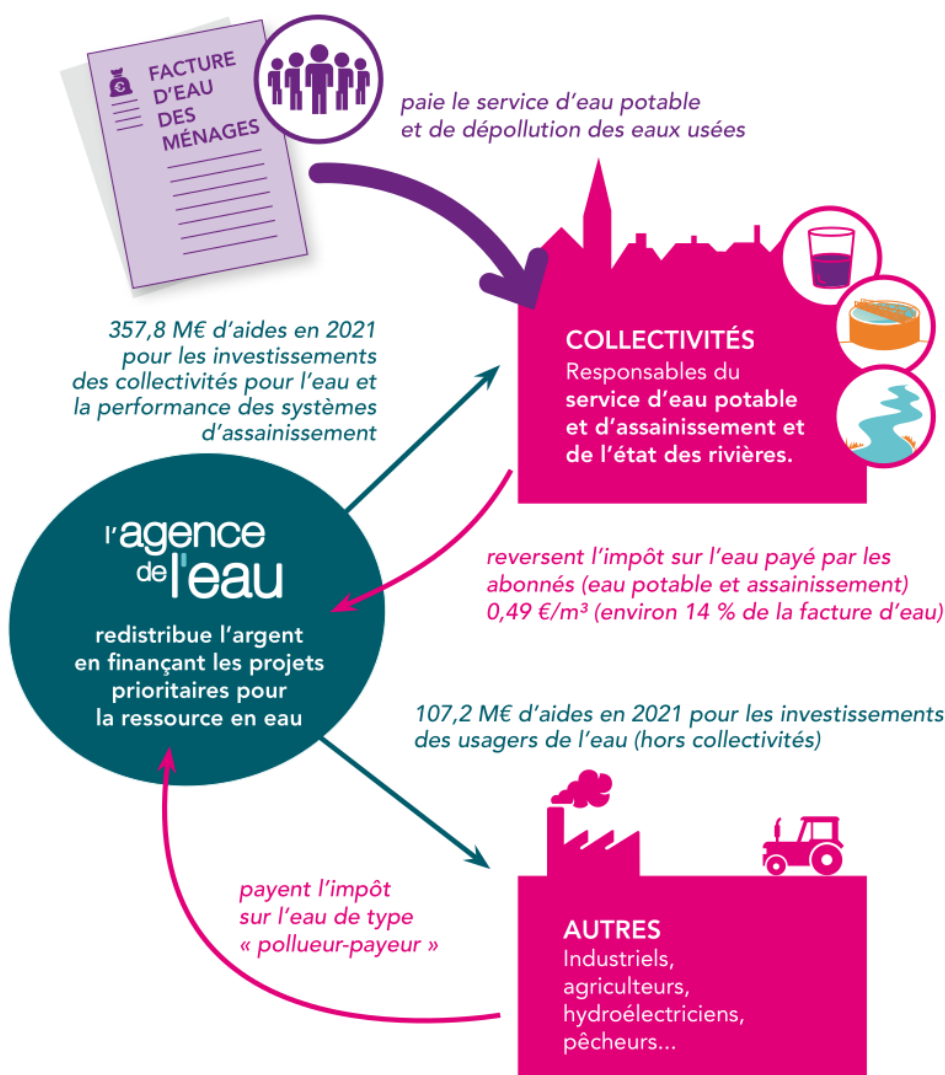 FACTURE
D'EAU
DES
MÉNAGES
paie le service d'eau potable
et de dépollution des eaux usées
357,8 M€ d'aides en 2021
pour les investissements
des collectivités pour l'eau et
la performance des systèmes
d'assainissement
COLLECTIVITÉS
Responsables du
service d'eau potable
et d'assainissement et
de l'état des rivières.
l'agence
de l'eau
redistribue l'argent
en finançant les projets
prioritaires pour
la ressource en eau
reversent l'impôt sur l'eau payé par les
abonnés (eau potable et assainissement)
0,49 €/m³ (environ 14 % de la facture d'eau)
107,2 M€ d'aides en 2021 pour les investissements
des usagers de l'eau (hors collectivités)
payent l'impôt
sur l'eau de type
« pollueur-payeur »
AUTRES
Industriels,
agriculteurs,
hydroélectriciens,
pêcheurs...